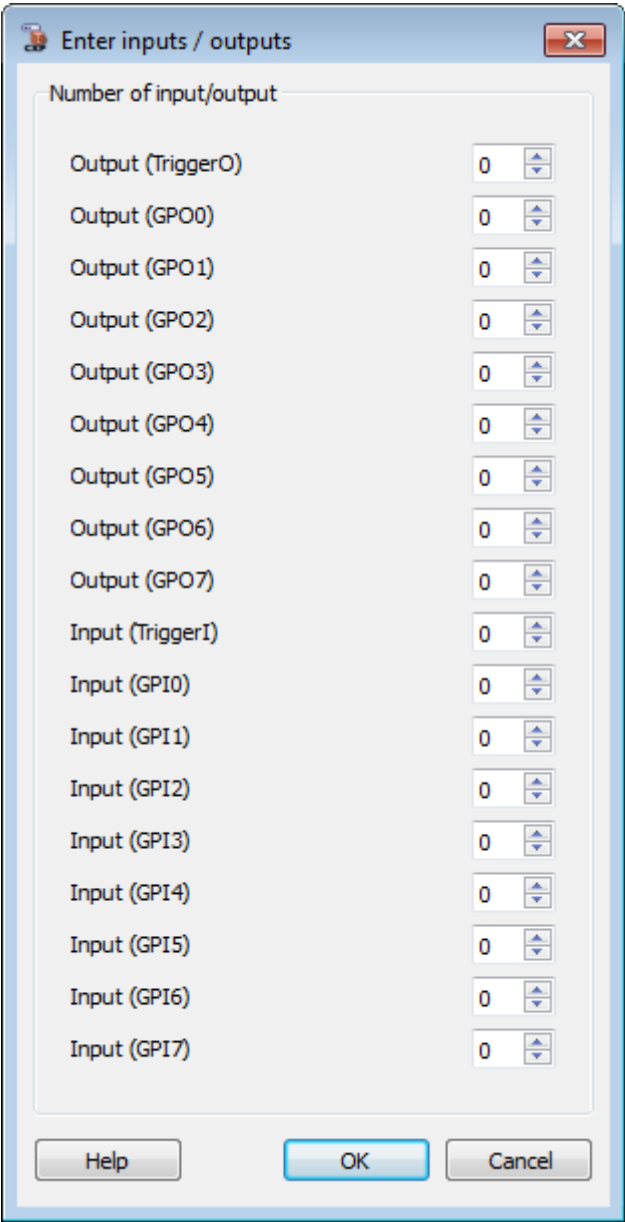 Enter inputs / outputs
Number of input/output
Output (TriggerO) 0
Output (GPO0) 0
Output (GPO1) 0
Output (GPO2) 0
Output (GPO3) 0
Output (GPO4) 0
Output (GPO5) 0
Output (GPO6) 0
Output (GPO7) 0
Input (TriggerI) 0
Input (GPI0) 0
Input (GPI1) 0
Input (GPI2) 0
Input (GPI3) 0
Input (GPI4) 0
Input (GPI5) 0
Input (GPI6) 0
Input (GPI7) 0
Help OK Cancel